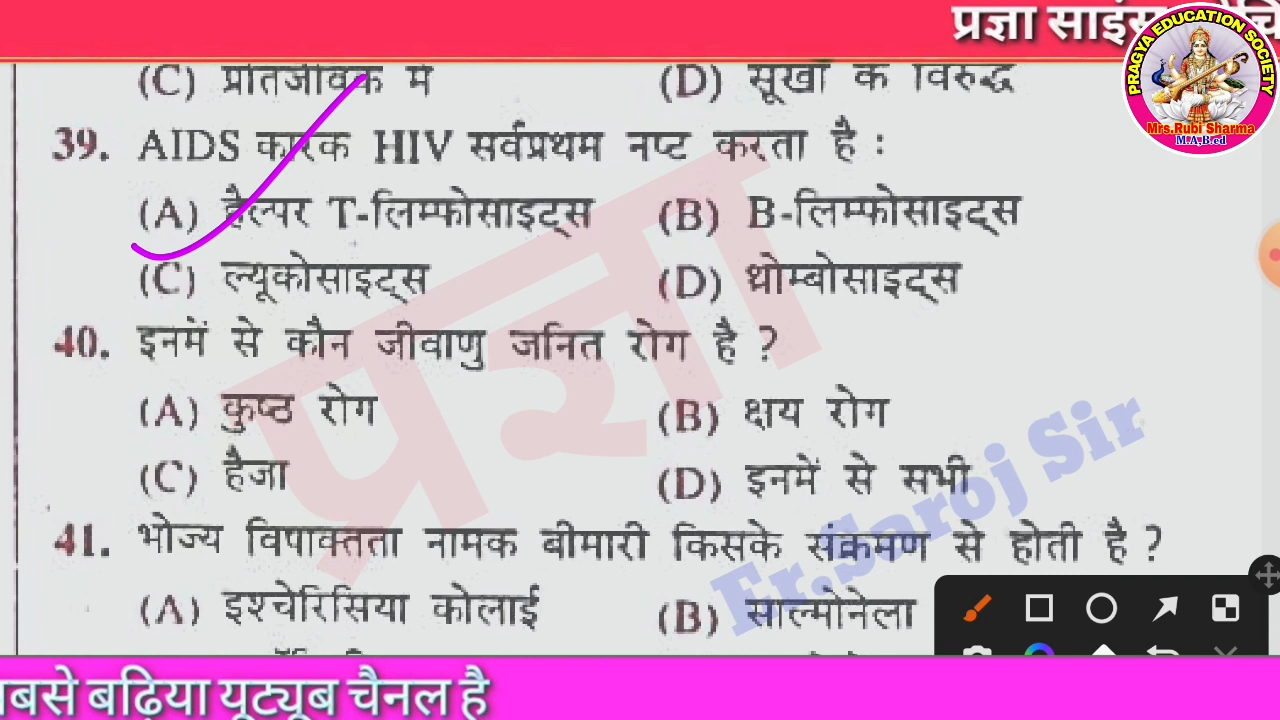 प्रज्ञा साइंस
PRAGYA EDUCATION SOCIETY
Mrs.Rubi Sharma
M.A,B.ed
(C) प्रतिजीवक में (D) सूखा के विरुद्ध
39. AIDS कारक HIV सर्वप्रथम नष्ट करता है :
(A) हैल्पर T-लिम्फोसाइट्स (B) B-लिम्फोसाइट्स
(C) ल्यूकोसाइट्स (D) थ्रोम्बोसाइट्स
40. इनमें से कौन जीवाणु जनित रोग है ?
(A) कुष्ठ रोग (B) क्षय रोग
(C) हैजा (D) इनमें से सभी
41. भोज्य विषाक्तता नामक बीमारी किसके संक्रमण से होती है ?
(A) इश्चेरिसिया कोलाई (B) साल्मोनेला
प्रज्ञा
Er.Saroj Sir
बसे बढ़िया यूट्यूब चैनल है